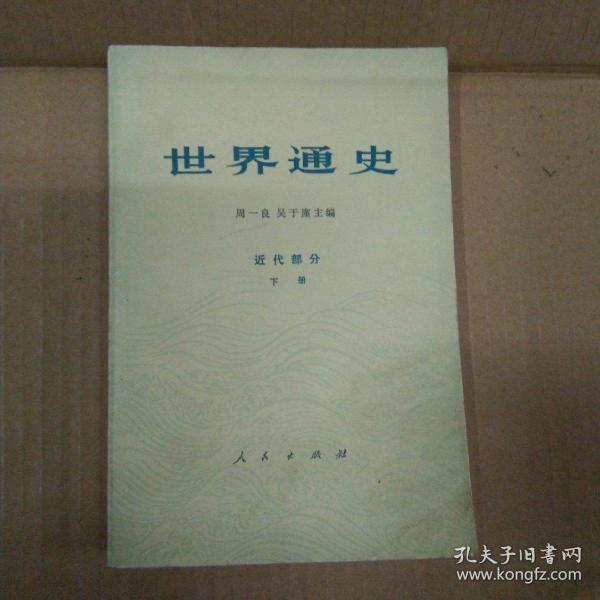 世界通史
周一良 吴于廑主编
近代部分
下 册
人民出版社
孔夫子旧書网
www.kongfz.com